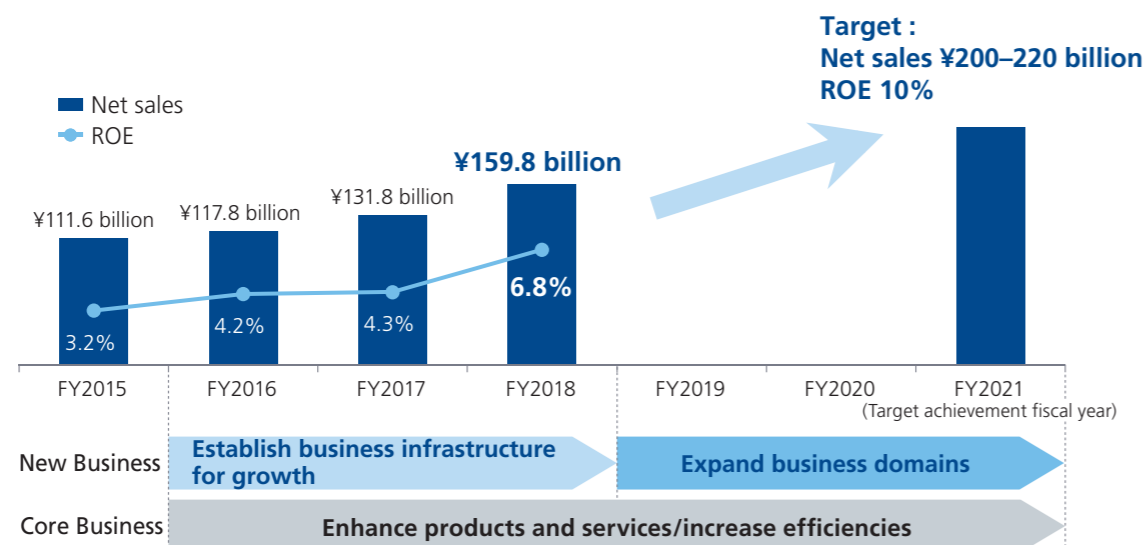 Target :
Net sales ¥200–220 billion
ROE 10%
Net sales
ROE
¥159.8 billion
¥131.8 billion
¥117.8 billion
¥111.6 billion
6.8%
4.3%
4.2%
3.2%
FY2015 FY2016 FY2017 FY2018 FY2019 FY2020 FY2021
(Target achievement fiscal year)
New Business
Establish business infrastructure
for growth
Expand business domains
Core Business
Enhance products and services/increase efficiencies